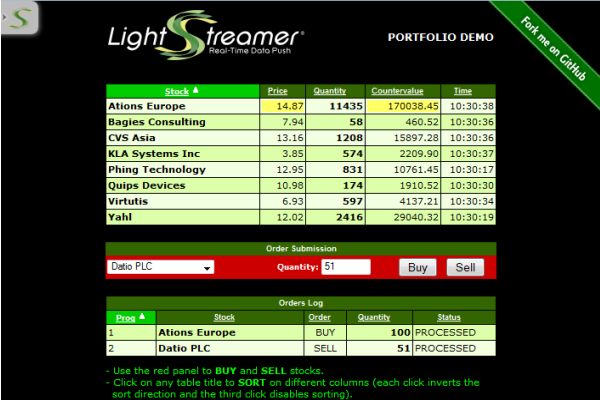 LightStreamer
Real-Time Data Push
PORTFOLIO DEMO
Fork me on GitHub
Stock Price Quantity Countervalue Time
Ations Europe 14.87 11435 170038.45 10:30:38
Bagies Consulting 7.94 58 460.52 10:30:36
CVS Asia 13.16 1208 15897.28 10:30:36
KLA Systems Inc 3.85 574 2209.90 10:30:37
Phing Technology 12.95 831 10761.45 10:30:17
Quips Devices 10.98 174 1910.52 10:30:30
Virtutis 6.93 597 4137.21 10:30:34
Yahl 12.02 2416 29040.32 10:30:19
Order Submission
Datio PLC Quantity: 51 Buy Sell
Orders Log
Prog Stock Order Quantity Status
1 Ations Europe BUY 100 PROCESSED
2 Datio PLC SELL 51 PROCESSED
- Use the red panel to BUY and SELL stocks.
- Click on any table title to SORT on different columns (each click inverts the
sort direction and the third click disables sorting).